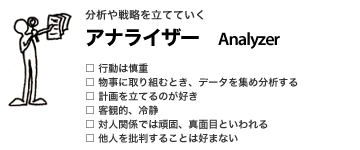 分析や戦略を立てていく
アナライザー Analyzer
□ 行動は慎重
□ 物事に取り組むとき、データを集め分析する
□ 計画を立てるのが好き
□ 客観的、冷静
□ 対人関係では頑固、真面目といわれる
□ 他人を批判することは好まない